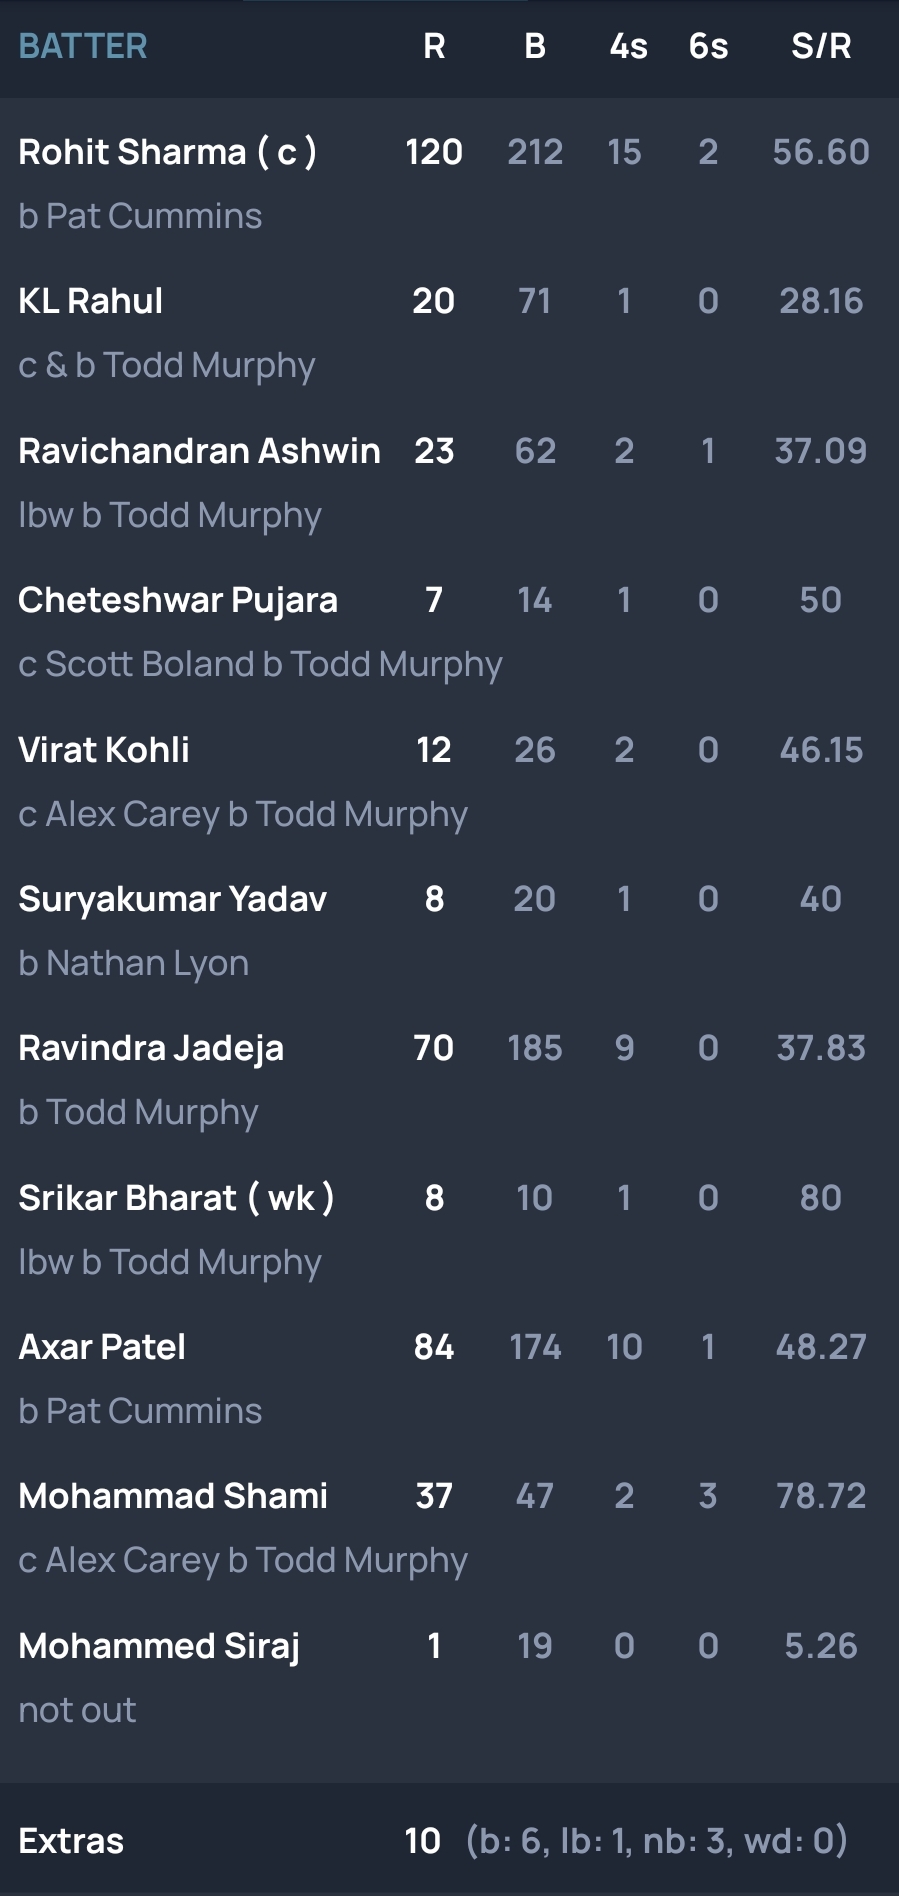 BATTER R B 4s 6s S/R
Rohit Sharma ( c ) 120 212 15 2 56.60
b Pat Cummins
KL Rahul 20 71 1 0 28.16
c & b Todd Murphy
Ravichandran Ashwin 23 62 2 1 37.09
lbw b Todd Murphy
Cheteshwar Pujara 7 14 1 0 50
c Scott Boland b Todd Murphy
Virat Kohli 12 26 2 0 46.15
c Alex Carey b Todd Murphy
Suryakumar Yadav 8 20 1 0 40
b Nathan Lyon
Ravindra Jadeja 70 185 9 0 37.83
b Todd Murphy
Srikar Bharat ( wk ) 8 10 1 0 80
lbw b Todd Murphy
Axar Patel 84 174 10 1 48.27
b Pat Cummins
Mohammad Shami 37 47 2 3 78.72
c Alex Carey b Todd Murphy
Mohammed Siraj 1 19 0 0 5.26
not out
Extras 10 (b: 6, lb: 1, nb: 3, wd: 0)